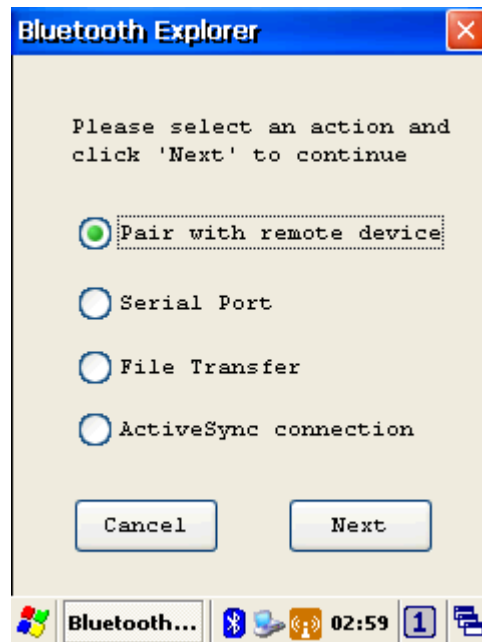 Bluetooth Explorer
Please select an action and
click 'Next' to continue
Pair with remote device
Serial Port
File Transfer
ActiveSync connection
Cancel Next
Bluetooth... 02:59 1